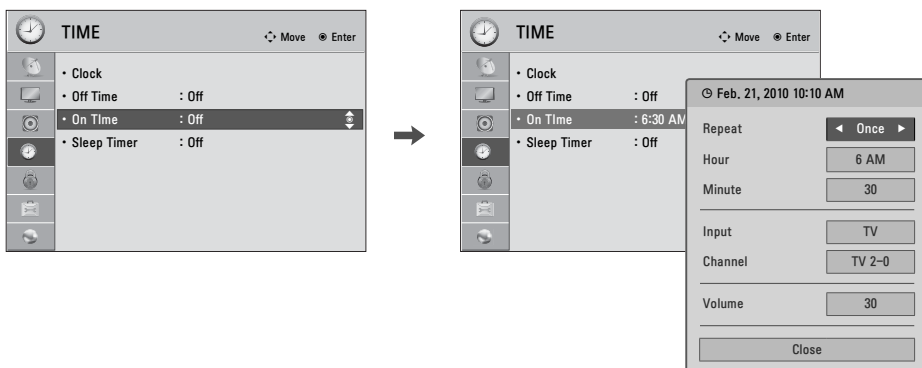 TIME
Move Enter
• Clock
• Off Time : Off
• On TIme : Off
• Sleep Timer : Off
TIME
Move Enter
• Clock
• Off Time : Off
• On TIme : 6:30 AM
• Sleep Timer : Off
Feb. 21, 2010 10:10 AM
Repeat ◀ Once ▶
Hour 6 AM
Minute 30
Input TV
Channel TV 2-0
Volume 30
Close